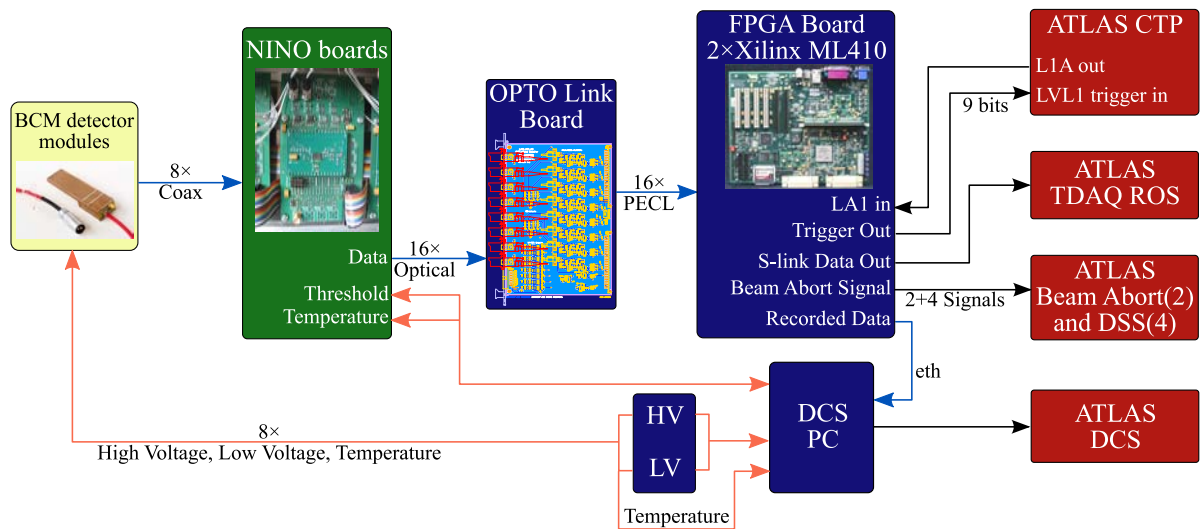 BCM detector
modules
8×
Coax
NINO boards
Data
Threshold
Temperature
16×
Optical
OPTO Link
Board
16×
PECL
FPGA Board
2×Xilinx ML410
LA1 in
Trigger Out
S-link Data Out
Beam Abort Signal
Recorded Data
9 bits
2+4 Signals
eth
ATLAS CTP
L1A out
LVL1 trigger in
ATLAS
TDAQ ROS
ATLAS
Beam Abort(2)
and DSS(4)
8×
High Voltage, Low Voltage, Temperature
HV
LV
Temperature
DCS
PC
ATLAS
DCS